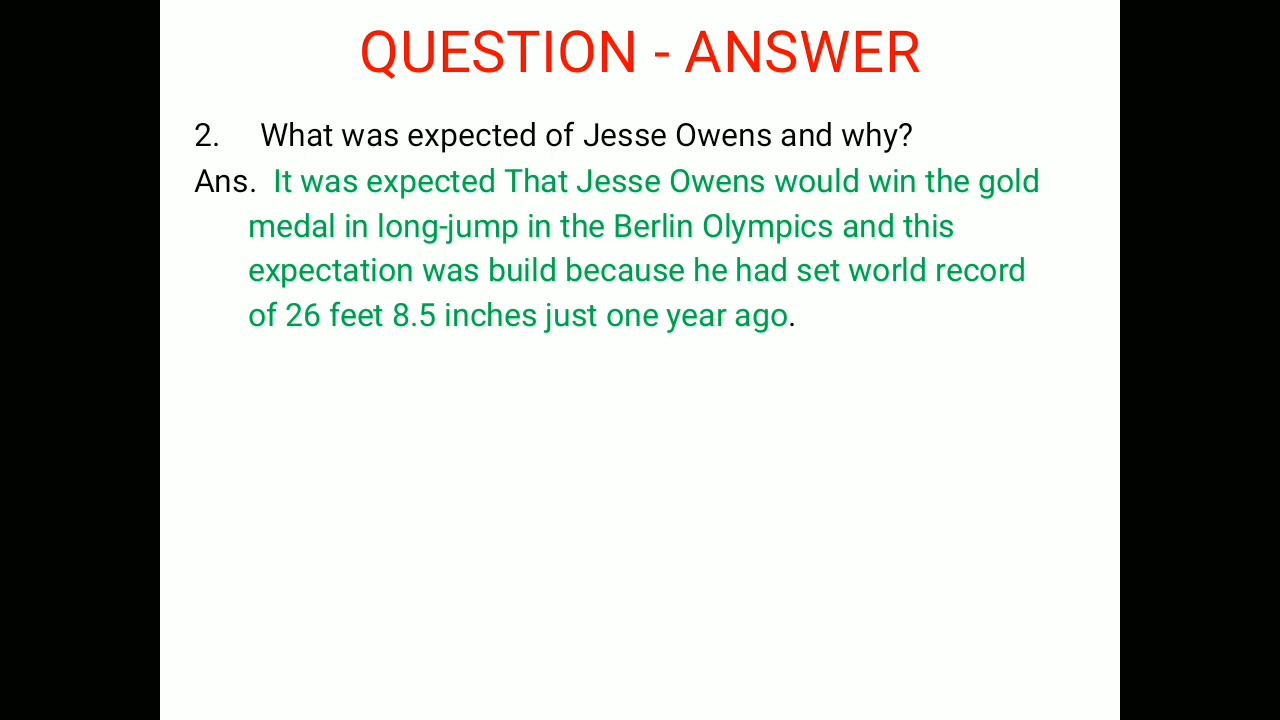 QUESTION - ANSWER
2. What was expected of Jesse Owens and why?
Ans. It was expected That Jesse Owens would win the gold
medal in long-jump in the Berlin Olympics and this
expectation was build because he had set world record
of 26 feet 8.5 inches just one year ago.